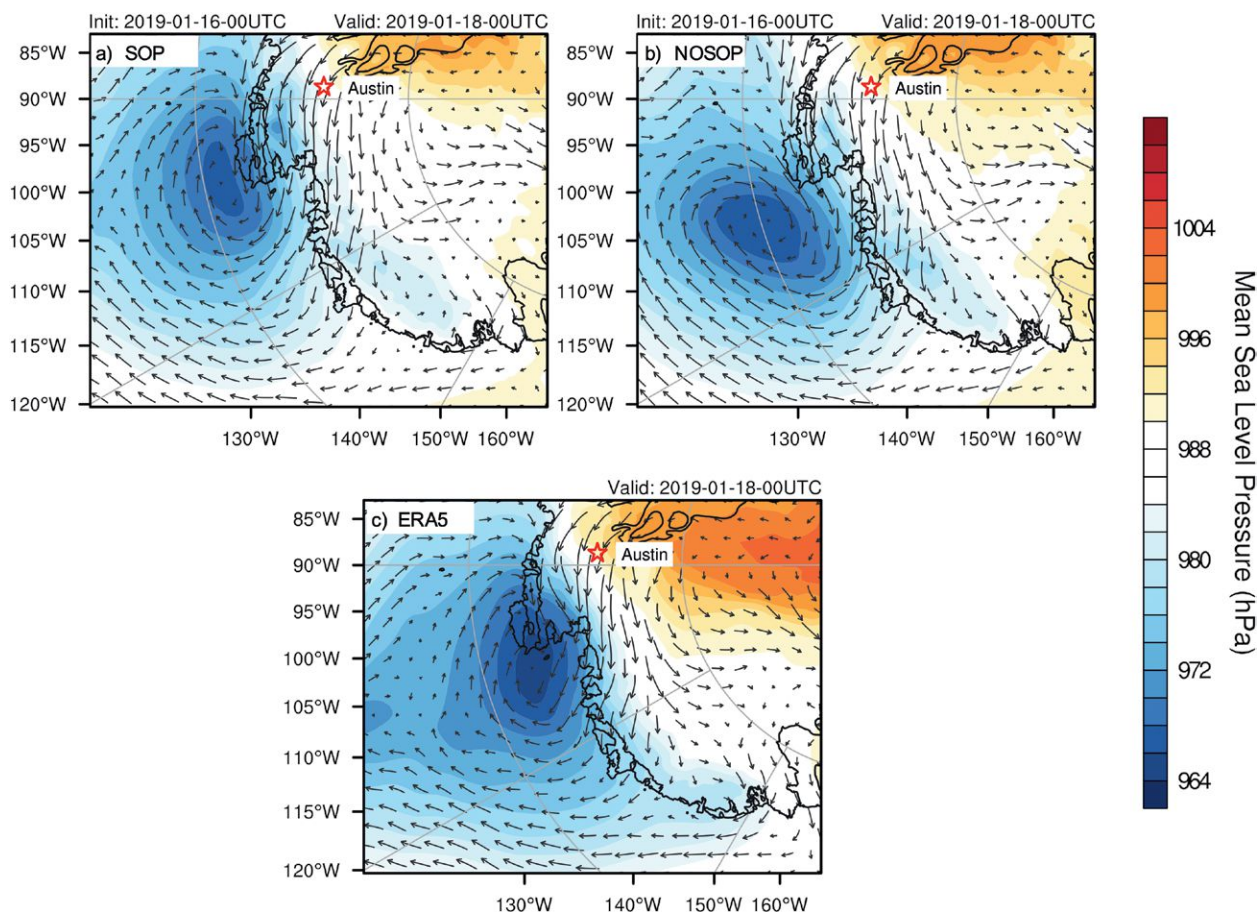 Init: 2019-01-16-00UTC Valid: 2019-01-18-00UTC
a) SOP
Austin
85°W
90°W
95°W
100°W
105°W
110°W
115°W
120°W
130°W 140°W 150°W 160°W
Init: 2019-01-16-00UTC Valid: 2019-01-18-00UTC
b) NOSOP
Austin
85°W
90°W
95°W
100°W
105°W
110°W
115°W
120°W
130°W 140°W 150°W 160°W
Valid: 2019-01-18-00UTC
c) ERA5
Austin
85°W
90°W
95°W
100°W
105°W
110°W
115°W
120°W
130°W 140°W 150°W 160°W
1004
996
988
980
972
964
Mean Sea Level Pressure (hPa)